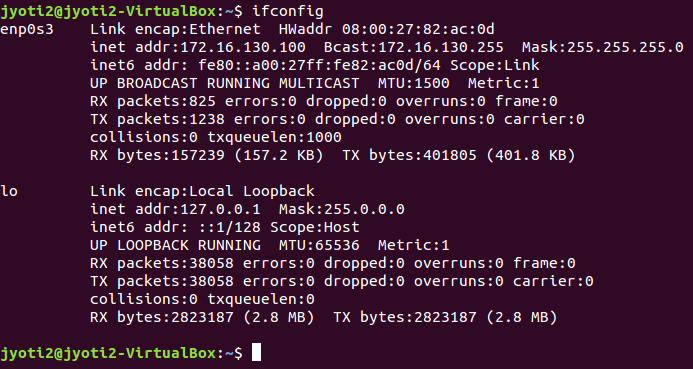 jyoti2@jyoti2-VirtualBox:~$ ifconfig
enp0s3    Link encap:Ethernet  HWaddr 08:00:27:82:ac:0d
          inet addr:172.16.130.100  Bcast:172.16.130.255  Mask:255.255.255.0
          inet6 addr: fe80::a00:27ff:fe82:ac0d/64 Scope:Link
          UP BROADCAST RUNNING MULTICAST  MTU:1500  Metric:1
          RX packets:825 errors:0 dropped:0 overruns:0 frame:0
          TX packets:1238 errors:0 dropped:0 overruns:0 carrier:0
          collisions:0 txqueuelen:1000
          RX bytes:157239 (157.2 KB)  TX bytes:401805 (401.8 KB)

lo        Link encap:Local Loopback
          inet addr:127.0.0.1  Mask:255.0.0.0
          inet6 addr: ::1/128 Scope:Host
          UP LOOPBACK RUNNING  MTU:65536  Metric:1
          RX packets:38058 errors:0 dropped:0 overruns:0 frame:0
          TX packets:38058 errors:0 dropped:0 overruns:0 carrier:0
          collisions:0 txqueuelen:0
          RX bytes:2823187 (2.8 MB)  TX bytes:2823187 (2.8 MB)

jyoti2@jyoti2-VirtualBox:~$